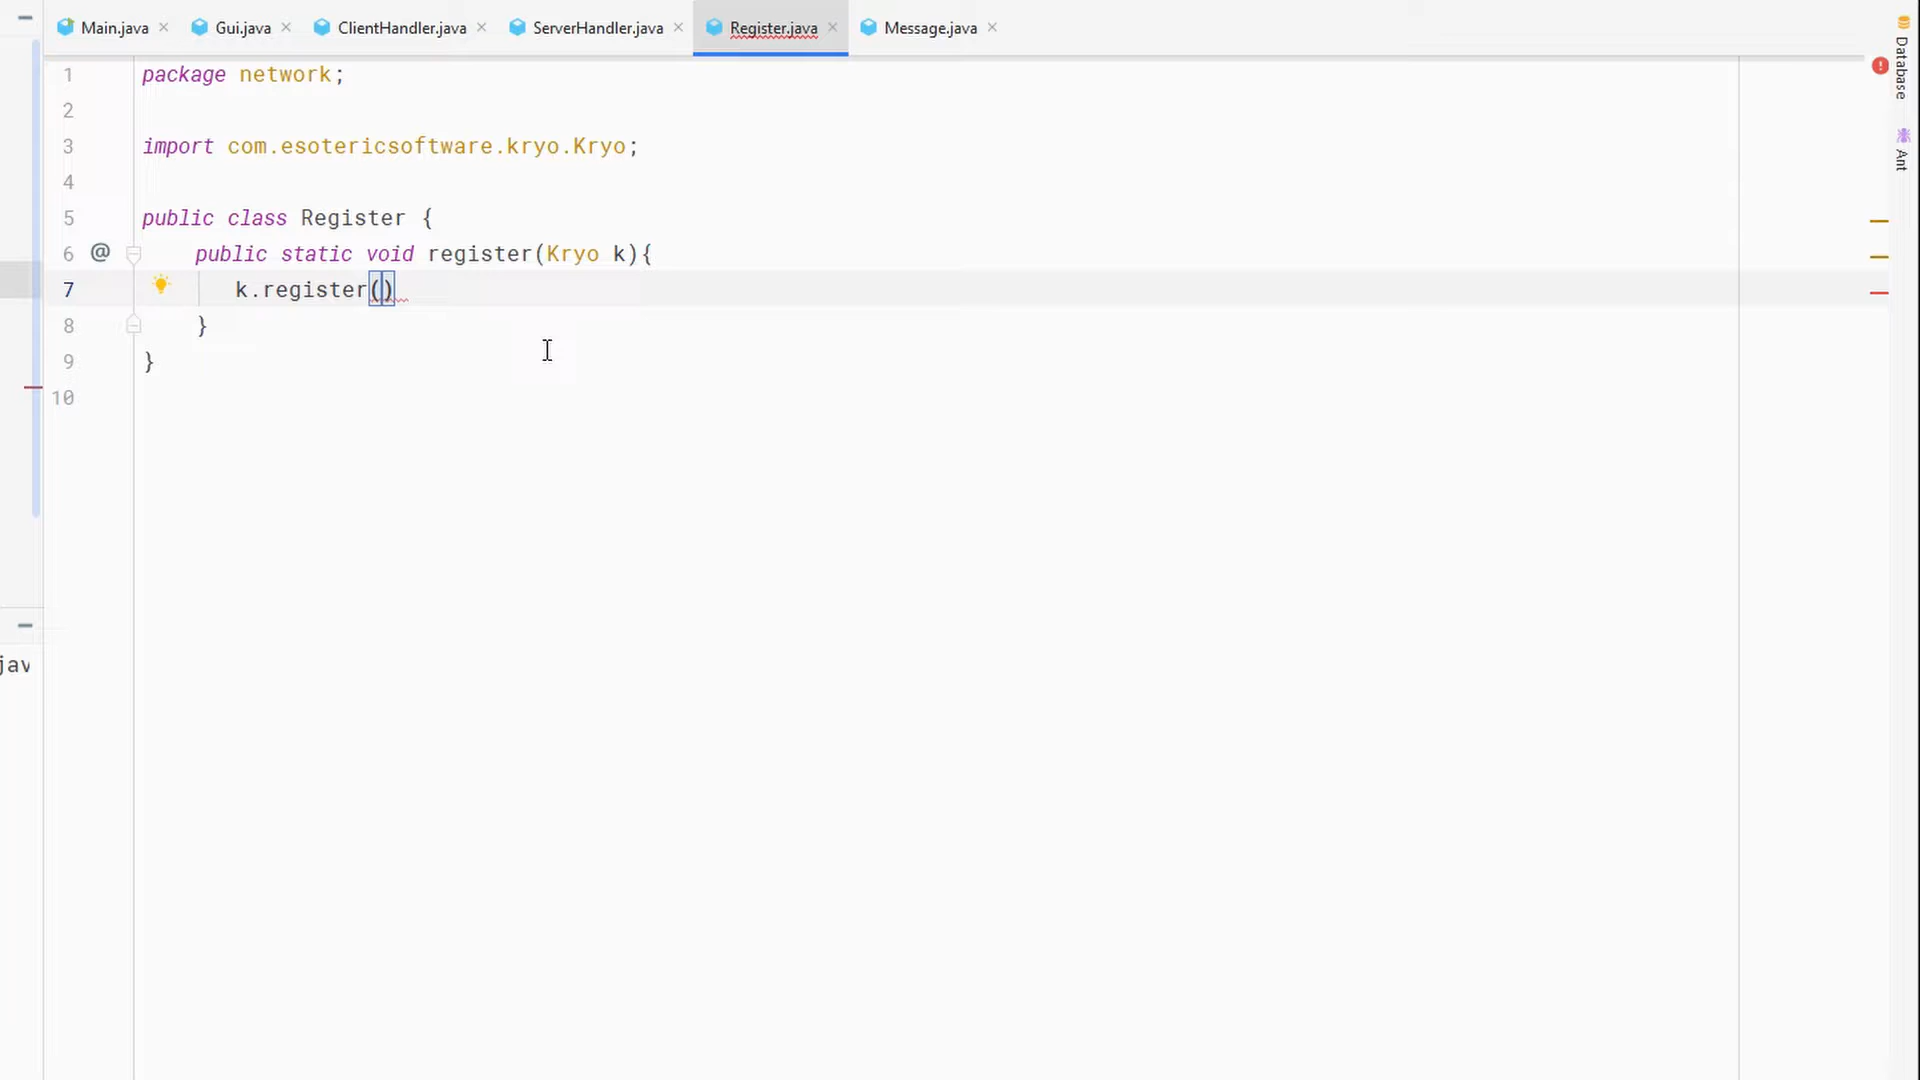 Main.java Gui.java ClientHandler.java ServerHandler.java Register.java Message.java
1 package network;
2
3 import com.esotericsoftware.kryo.Kryo;
4
5 public class Register {
6 @ public static void register(Kryo k){
7 k.register()
8 }
9 }
10
jav
Database
Ant